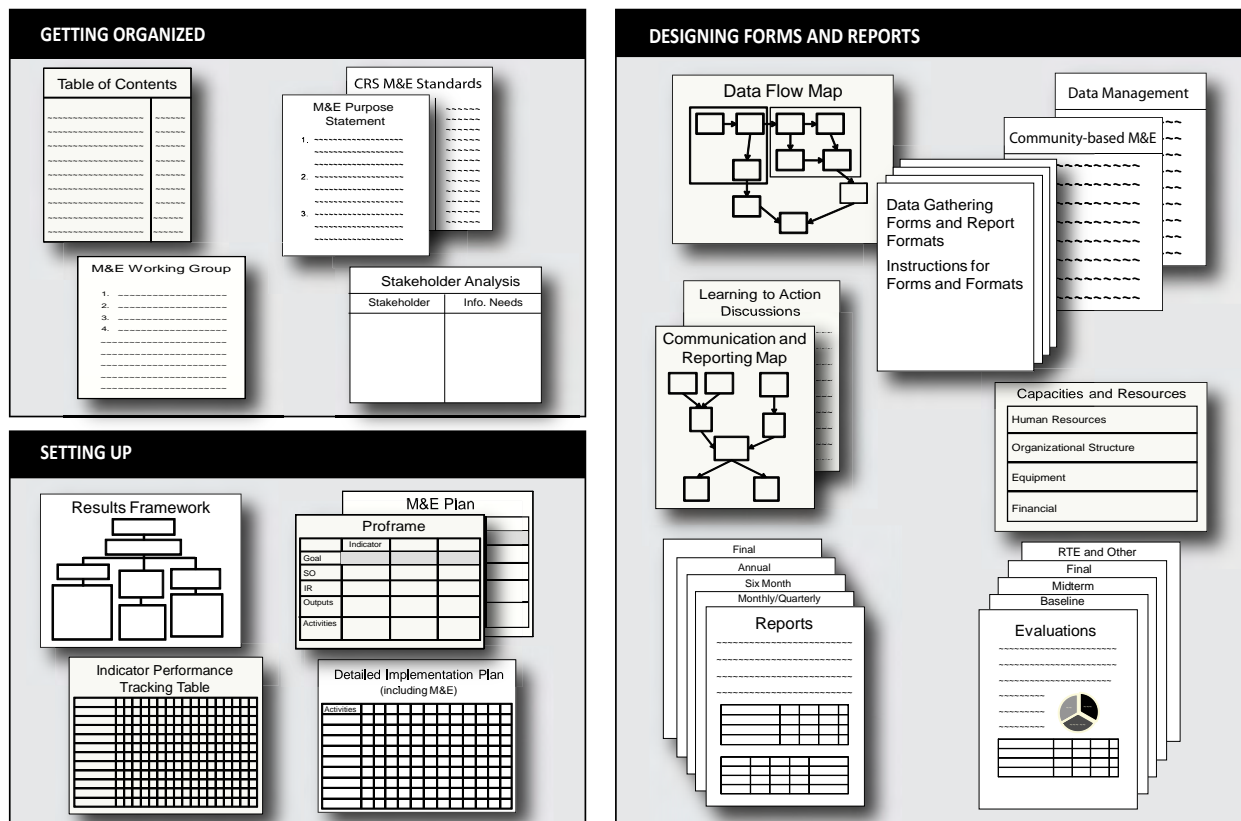 GETTING ORGANIZED
Table of Contents
CRS M&E Standards
M&E Purpose
Statement
1.
2.
3.
M&E Working Group
1.
2.
3.
4.
Stakeholder Analysis
Stakeholder Info. Needs
SETTING UP
Results Framework
M&E Plan
Proframe
Indicator
Goal
SO
IR
Outputs
Activities
Indicator Performance
Tracking Table
Detailed Implementation Plan
(including M&E)
Activities
DESIGNING FORMS AND REPORTS
Data Flow Map
Data Management
Community-based M&E
Data Gathering
Forms and Report
Formats
Instructions for
Forms and Formats
Learning to Action
Discussions
Communication and
Reporting Map
Capacities and Resources
Human Resources
Organizational Structure
Equipment
Financial
Final
Annual
Six Month
Monthly/Quarterly
Reports
RTE and Other
Final
Midterm
Baseline
Evaluations